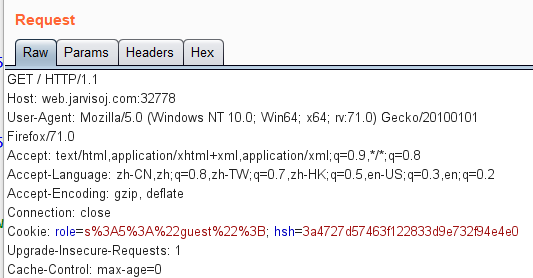 Request
Raw Params Headers Hex
GET / HTTP/1.1
Host: web.jarvisoj.com:32778
User-Agent: Mozilla/5.0 (Windows NT 10.0; Win64; x64; rv:71.0) Gecko/20100101
Firefox/71.0
Accept: text/html,application/xhtml+xml,application/xml;q=0.9,*/*;q=0.8
Accept-Language: zh-CN,zh;q=0.8,zh-TW;q=0.7,zh-HK;q=0.5,en-US;q=0.3,en;q=0.2
Accept-Encoding: gzip, deflate
Connection: close
Cookie: role=s%3A5%3A%22guest%22%3B; hsh=3a4727d57463f122833d9e732f94e4e0
Upgrade-Insecure-Requests: 1
Cache-Control: max-age=0